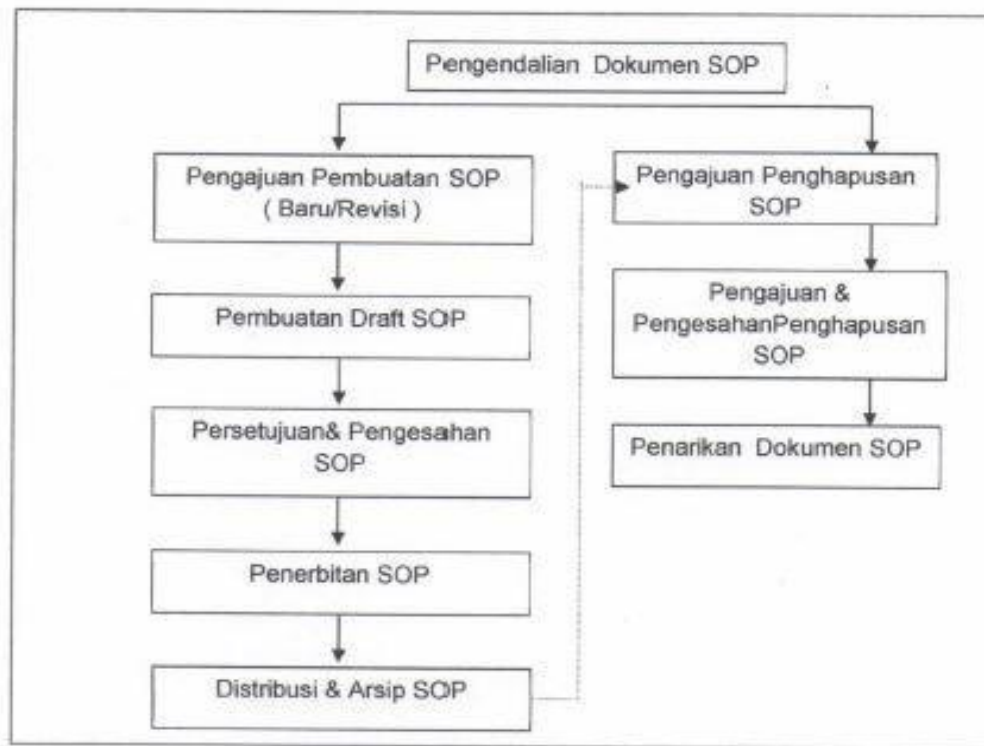 Pengendalian Dokumen SOP
Pengajuan Pembuatan SOP
( Baru/Revisi )
Pembuatan Draft SOP
Persetujuan& Pengesahan
SOP
Penerbitan SOP
Distribusi & Arsip SOP
Pengajuan Penghapusan
SOP
Pengajuan &
PengesahanPenghapusan
SOP
Penarikan Dokumen SOP